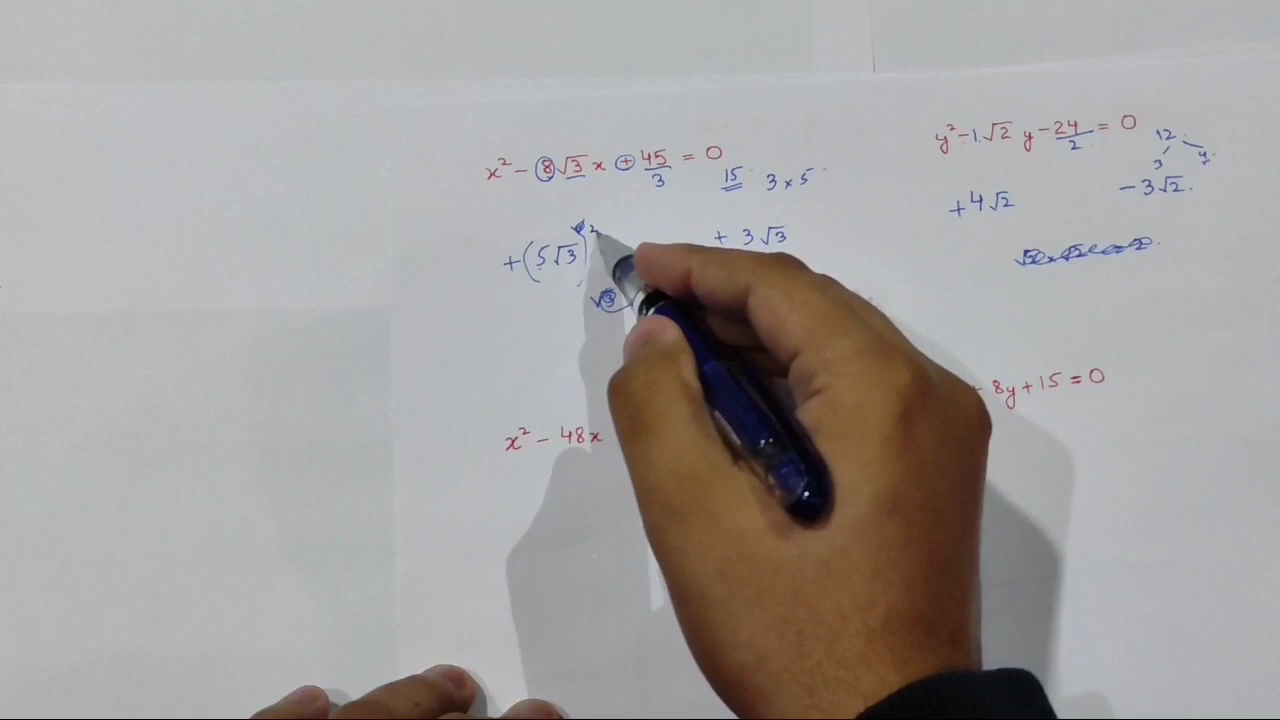 x² - 8√3 x + 45/3 = 0
15 3 × 5
+(5√3)²
+ 3√3
√3
x² - 48x
y² - 1.√2 y - 24/2 = 0
12
3 4
+4√2
-3√2.
8y + 15 = 0